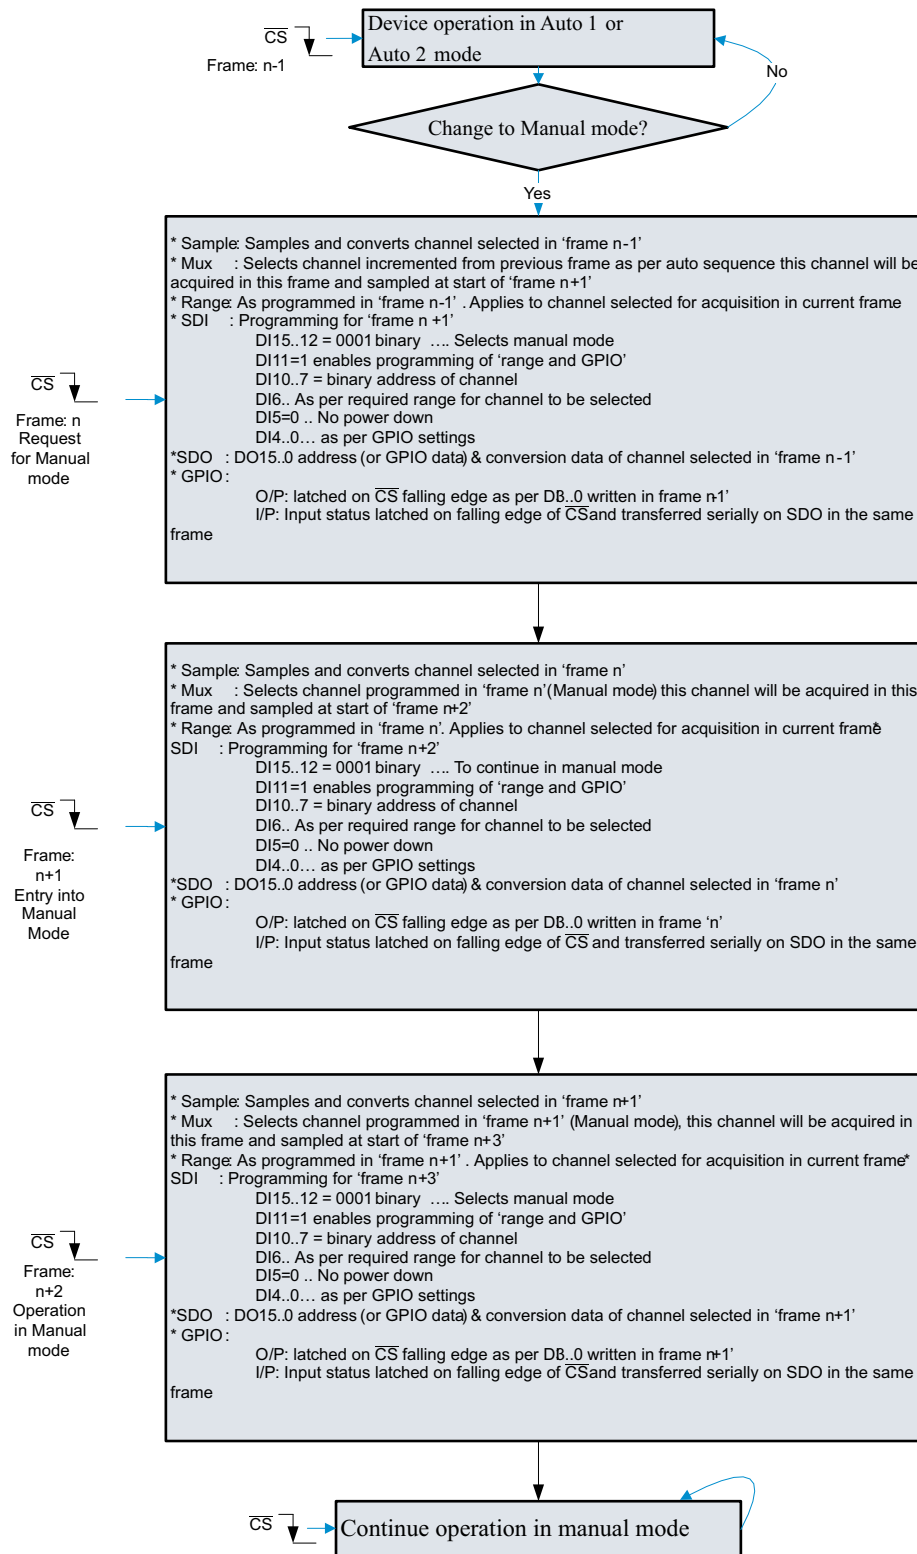 CS
Frame: n-1
Device operation in Auto 1 or
Auto 2 mode
No
Change to Manual mode?
Yes
CS
Frame: n
Request
for Manual
mode
* Sample: Samples and converts channel selected in ‘frame n-1’
* Mux : Selects channel incremented from previous frame as per auto sequence this channel will be
acquired in this frame and sampled at start of ‘frame n+1’
* Range: As programmed in ‘frame n-1’ . Applies to channel selected for acquisition in current frame
* SDI : Programming for ‘frame n +1’
DI15..12 = 0001 binary …. Selects manual mode
DI11=1 enables programming of ‘range and GPIO’
DI10..7 = binary address of channel
DI6.. As per required range for channel to be selected
DI5=0 .. No power down
DI4..0… as per GPIO settings
*SDO : DO15..0 address (or GPIO data) & conversion data of channel selected in ‘frame n-1’
* GPIO :
O/P: latched on CS falling edge as per DB..0 written in frame n-1’
I/P: Input status latched on falling edge of CS and transferred serially on SDO in the same
frame
CS
Frame:
n+1
Entry into
Manual
Mode
* Sample: Samples and converts channel selected in ‘frame n’
* Mux : Selects channel programmed in ‘frame n’(Manual mode) this channel will be acquired in this
frame and sampled at start of ‘frame n+2’
* Range: As programmed in ‘frame n’. Applies to channel selected for acquisition in current frame*
SDI : Programming for ‘frame n+2’
DI15..12 = 0001 binary …. To continue in manual mode
DI11=1 enables programming of ‘range and GPIO’
DI10..7 = binary address of channel
DI6.. As per required range for channel to be selected
DI5=0 .. No power down
DI4..0… as per GPIO settings
*SDO : DO15..0 address (or GPIO data) & conversion data of channel selected in ‘frame n’
* GPIO :
O/P: latched on CS falling edge as per DB..0 written in frame ‘n’
I/P: Input status latched on falling edge of CS and transferred serially on SDO in the same
frame
CS
Frame:
n+2
Operation
in Manual
mode
* Sample: Samples and converts channel selected in ‘frame n+1’
* Mux : Selects channel programmed in ‘frame n+1’ (Manual mode), this channel will be acquired in
this frame and sampled at start of ‘frame n+3’
* Range: As programmed in ‘frame n+1’ . Applies to channel selected for acquisition in current frame*
SDI : Programming for ‘frame n+3’
DI15..12 = 0001 binary …. Selects manual mode
DI11=1 enables programming of ‘range and GPIO’
DI10..7 = binary address of channel
DI6.. As per required range for channel to be selected
DI5=0 .. No power down
DI4..0… as per GPIO settings
*SDO : DO15..0 address (or GPIO data) & conversion data of channel selected in ‘frame n+1’
* GPIO :
O/P: latched on CS falling edge as per DB..0 written in frame n+1’
I/P: Input status latched on falling edge of CS and transferred serially on SDO in the same
frame
CS
Continue operation in manual mode